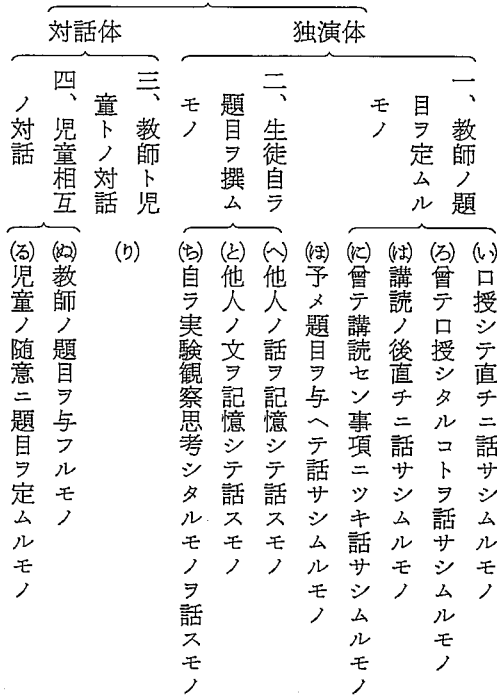 独演体
対話体
一、教師ノ題
目ヲ定ムル
モノ
二、生徒自ラ
題目ヲ撰ム
モノ
三、教師ト児
童トノ対話
四、児童相互
ノ対話
(い)口授シテ直チニ話サシムルモノ
(ろ)曾テ口授シタルコトヲ話サシムルモノ
(は)講読ノ後直チニ話サシムルモノ
(に)曾テ講読セン事項ニツキ話サシムルモノ
(ほ)予メ題目ヲ与ヘテ話サシムルモノ
(へ)他人ノ話ヲ記憶シテ話スモノ
(と)他人ノ文ヲ記憶シテ話スモノ
(ち)自ラ実験観察思考シタルモノヲ話スモノ
(り)
(ぬ)教師ノ題目ヲ与フルモノ
(る)児童ノ随意ニ題目ヲ定ムルモノ